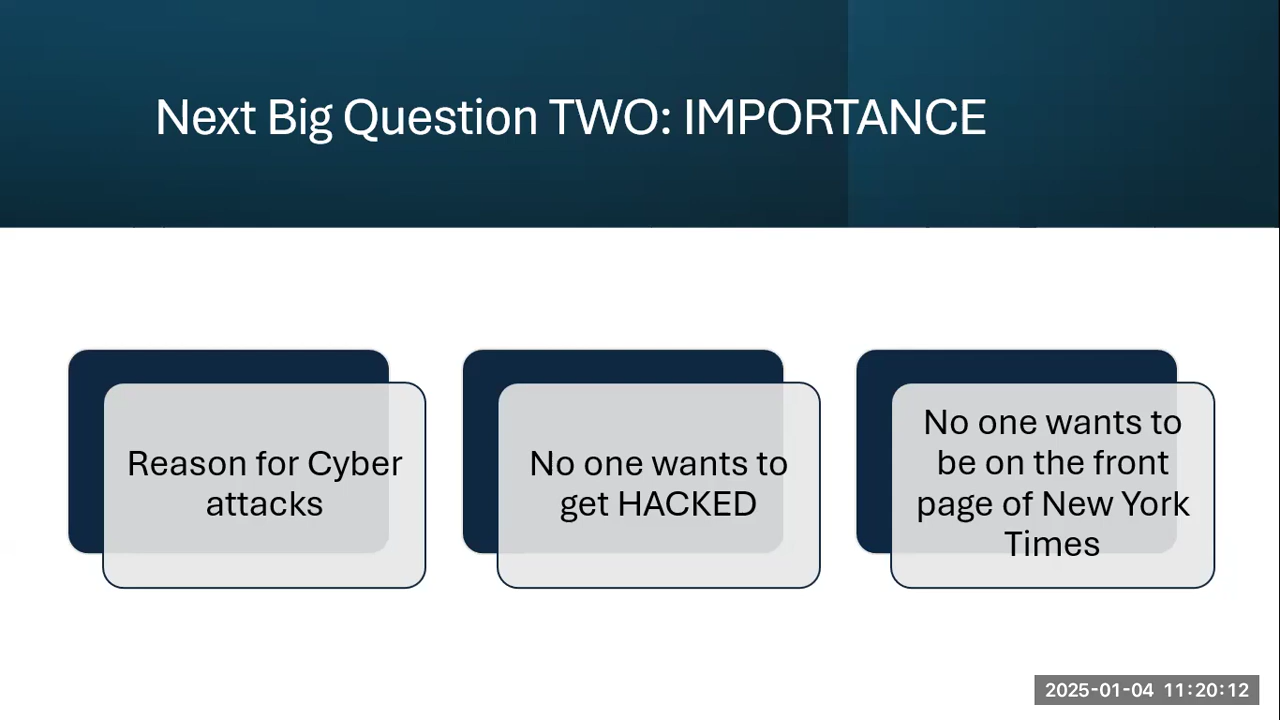 Next Big Question TWO: IMPORTANCE
Reason for Cyber
attacks
No one wants to
get HACKED
No one wants to
be on the front
page of New York
Times
2025-01-04 11:20:12